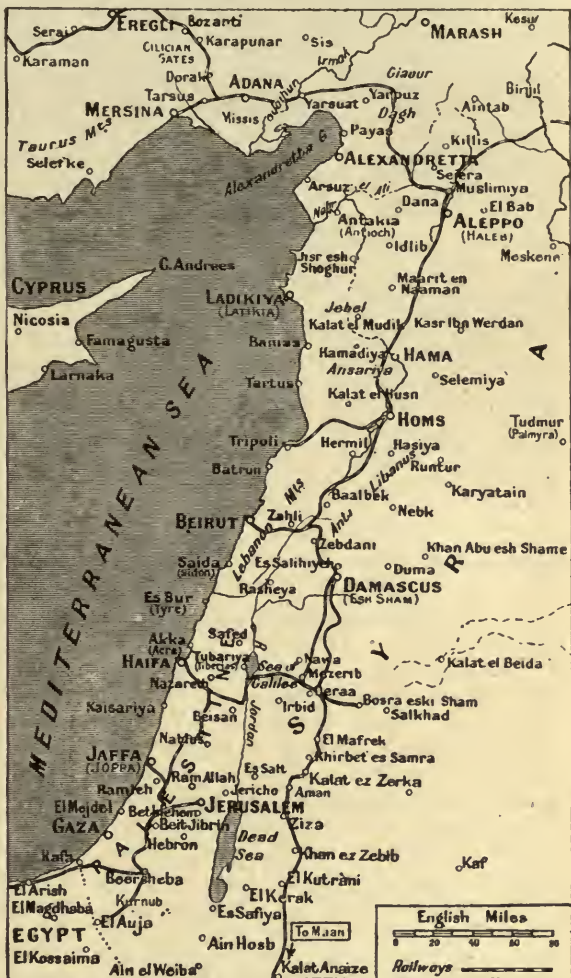 Serai
EREGLI
Bozanti
Karapunar
CILICIAN
GATES
Karaman
Sis
MARASH
Dorak
ADANA
Giaour
Dagh
Tarsus
MERSINA
Missis
Yarsuat
Yarpuz
Aintab
Taurus Mts
Selefke
Payas
Killis
Alexandretta G
ALEXANDRETTA
Arsuz
Muslimiya
Dana
El Bab
Antakia
(Antioch)
ALEPPO
(HALEB)
Idlib
Moskene
Shoghur
C. Andreas
Maarit en
Naaman
CYPRUS
LADIKIYA
(LATIKIA)
Jebel
Nicosia
Kalat el Mudik
Kasr Ibn Werdan
Famagusta
Banias
Hamadiya
HAMA
Larnaka
Ansariya
Tartus
Selemiya
Kalat el Husn
HOMS
Tudmur
(Palmyra)
Tripoli
Hermil
Hasiya
Batrun
Runtur
Karyatain
Baalbek
Nebk
BEIRUT
Zahli
Lebanon Mts
Anti Libanus
Zebdani
Khan Abu esh Shame
Saida
(Sidon)
Es Salihiyeh
Duma
Rasheya
DAMASCUS
(ESH SHAM)
Es Sur
(Tyre)
Akka
(Acre)
Safed
HAIFA
Tubariya
(Tiberias)
Sea of
Galilee
Nawa
Mezerib
Kalat el Beida
Nazareth
Deraa
Bosra eski Sham
Kaisariya
Beisan
Irbid
Salkhad
Nablus
Jordan
El Mafrek
Khirbet es Samra
JAFFA
(JOPPA)
Ram Allah
Es Salt
Kalat ez Zerka
Ramleh
Jericho
Aman
El Mejdel
Bethlehem
JERUSALEM
Ziza
GAZA
Beit Jibrin
Hebron
Dead
Sea
Khan ez Zebib
Kaf
Rafa
El Arish
Beersheba
El Kutrani
El Magdhaba
Kurnub
El Kerak
El Auja
Es Safiya
EGYPT
El Kossaima
Ain Hosb
To Maan
Ain el Weiba
Kalat Anaize
MEDITERRANEAN SEA
PALESTINE
SYRIA
English Miles
0 20 40 60 80
Railways